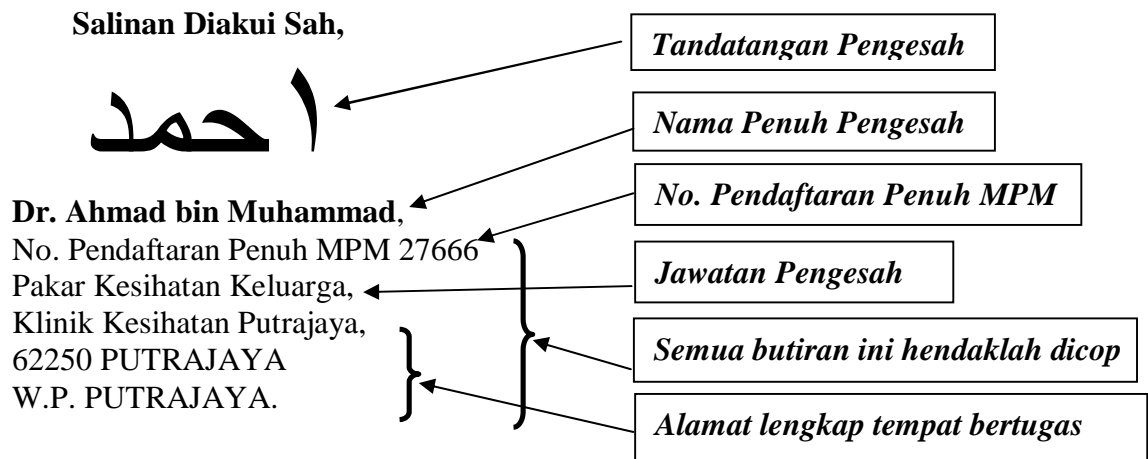 Salinan Diakui Sah,
Tandatangan Pengesah
احمد
Nama Penuh Pengesah
Dr. Ahmad bin Muhammad,
No. Pendaftaran Penuh MPM
No. Pendaftaran Penuh MPM 27666
Pakar Kesihatan Keluarga,
Jawatan Pengesah
Klinik Kesihatan Putrajaya,
62250 PUTRAJAYA
Semua butiran ini hendaklah dicop
W.P. PUTRAJAYA.
Alamat lengkap tempat bertugas